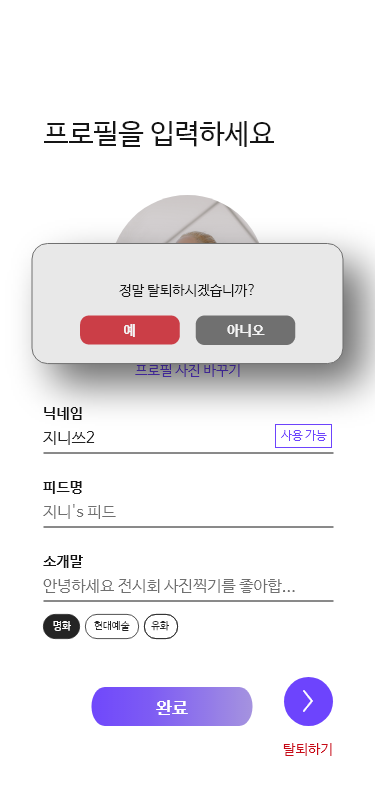 프로필을 입력하세요
정말 탈퇴하시겠습니까?
예
아니오
프로필 사진 바꾸기
닉네임
지니쓰2
사용 가능
피드명
지니's 피드
소개말
안녕하세요 전시회 사진찍기를 좋아합...
명화
현대예술
유화
완료
탈퇴하기